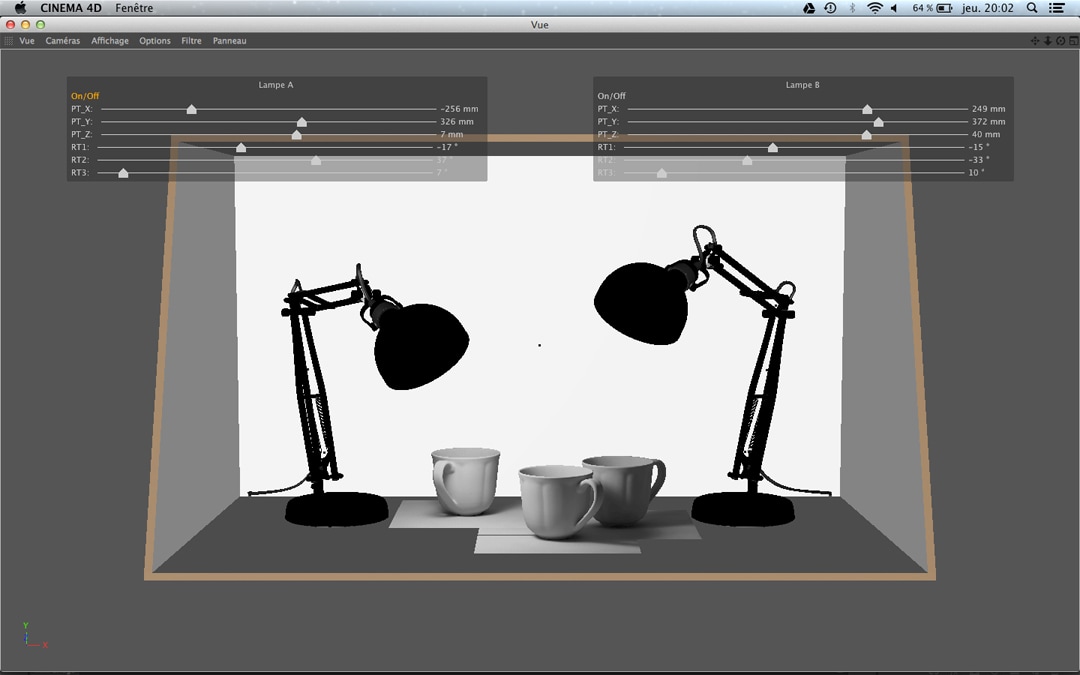 CINEMA 4D Fenêtre 64 % jeu. 20:02
Vue
Vue Caméras Affichage Options Filtre Panneau
Lampe A
On/Off
PT_X: -256 mm
PT_Y: 326 mm
PT_Z: 7 mm
RT1: -17 °
RT2: 37 °
RT3: 7 °
Lampe B
On/Off
PT_X: 249 mm
PT_Y: 372 mm
PT_Z: 40 mm
RT1: -15 °
RT2: -33 °
RT3: 10 °
Y
X